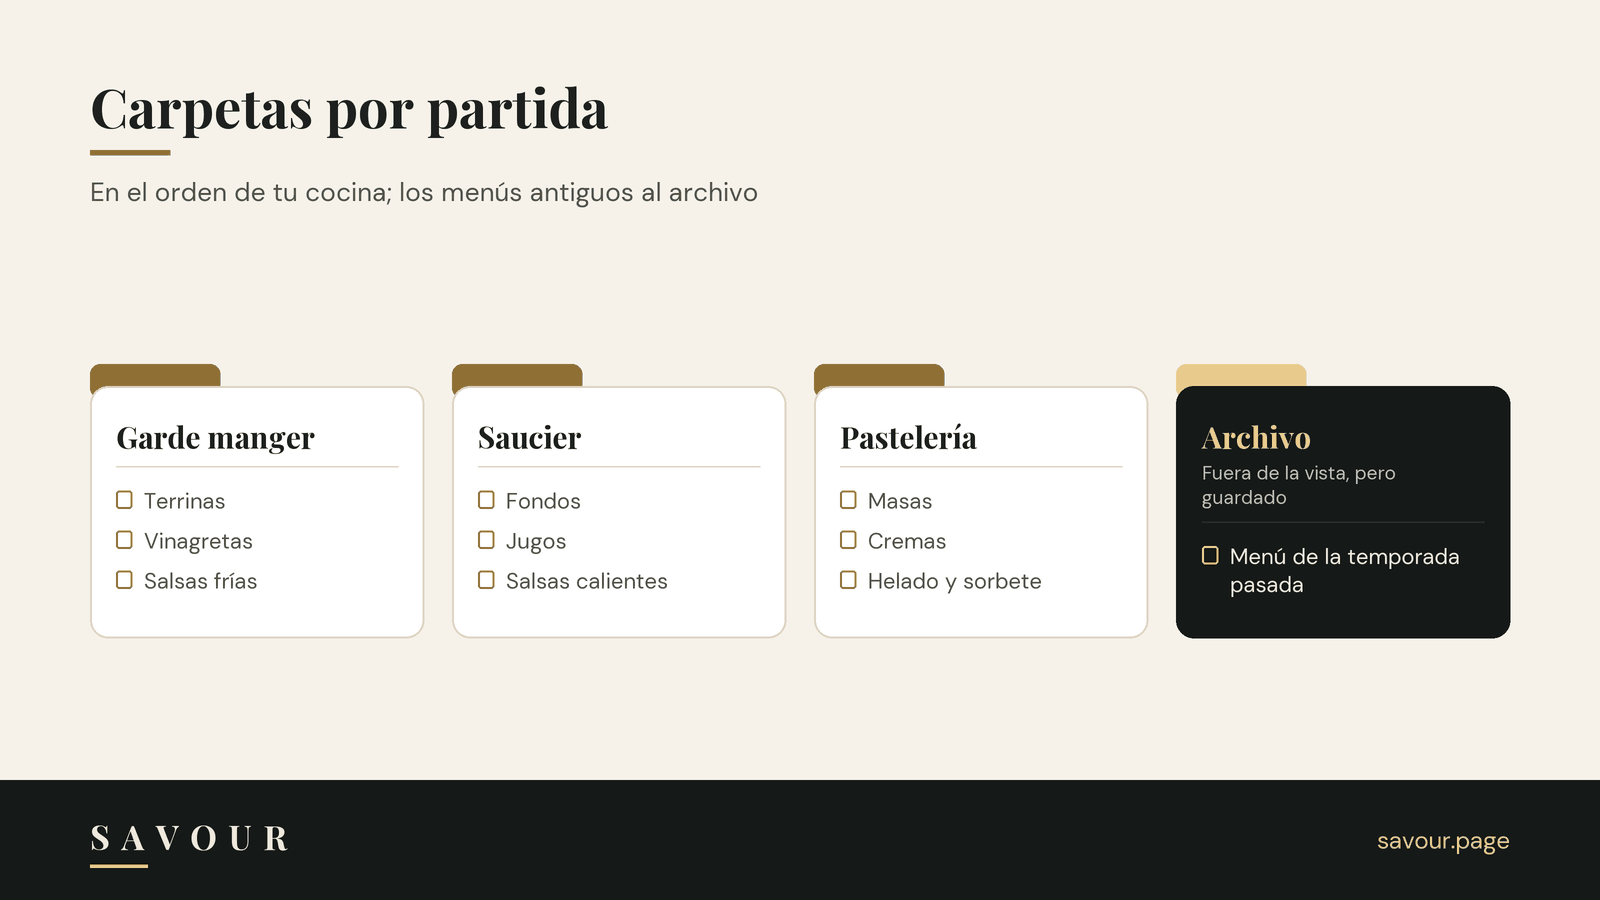 Carpetas por partida
En el orden de tu cocina; los menús antiguos al archivo
Garde manger
Terrinas
Vinagretas
Salsas frías
Saucier
Fondos
Jugos
Salsas calientes
Pastelería
Masas
Cremas
Helado y sorbete
Archivo
Fuera de la vista, pero
guardado
Menú de la temporada
pasada
SAVOUR
savour.page